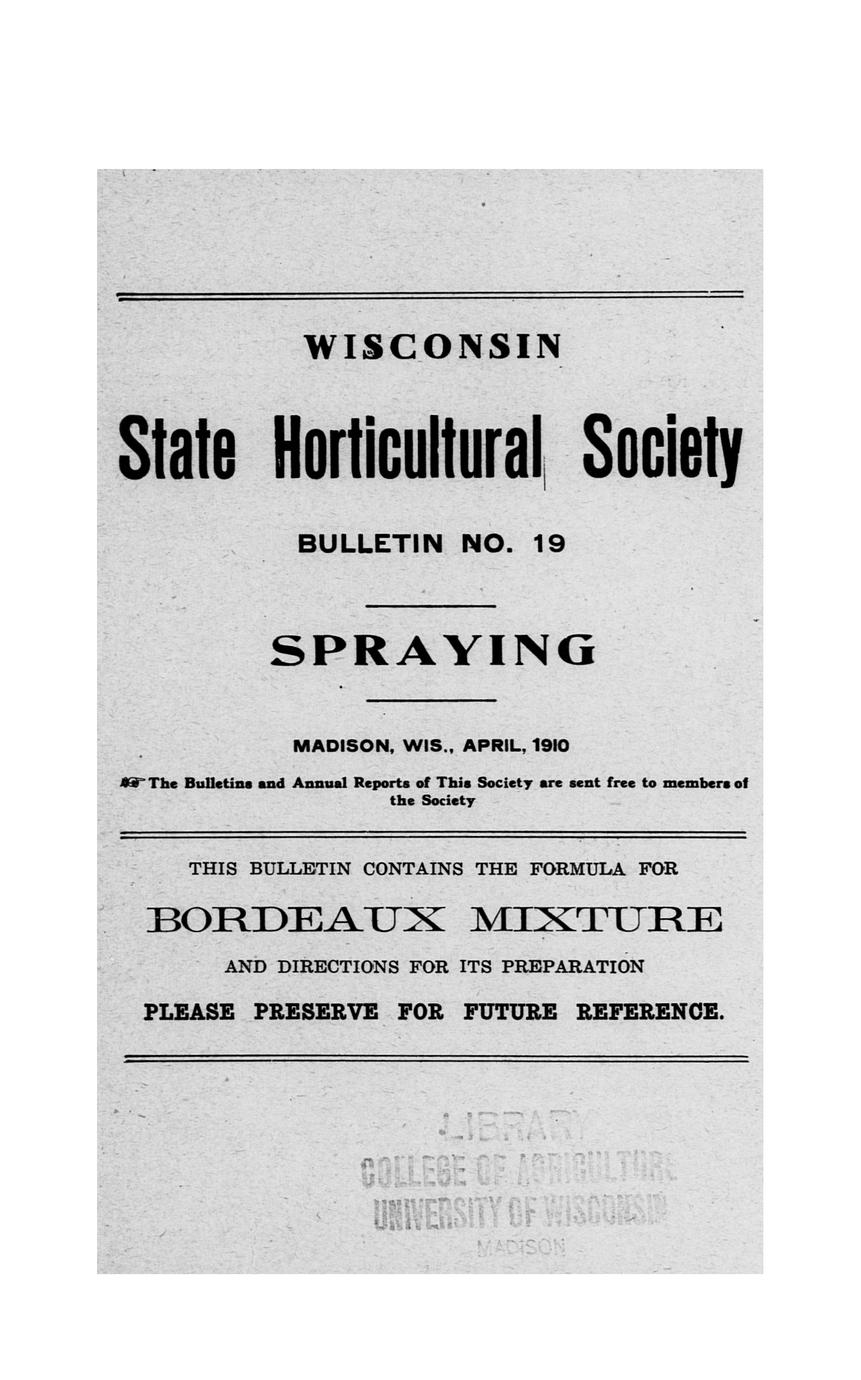 WISCONSIN
State Horticultural Society
BULLETIN NO. 19
SPRAYING
MADISON, WIS., APRIL, 1910
☞ The Bulletins and Annual Reports of This Society are sent free to members of
the Society
THIS BULLETIN CONTAINS THE FORMULA FOR
BORDEAUX MIXTURE
AND DIRECTIONS FOR ITS PREPARATION
PLEASE PRESERVE FOR FUTURE REFERENCE.
LIBRARY
COLLEGE OF AGRICULTURE
UNIVERSITY OF WISCONSIN
MADISON